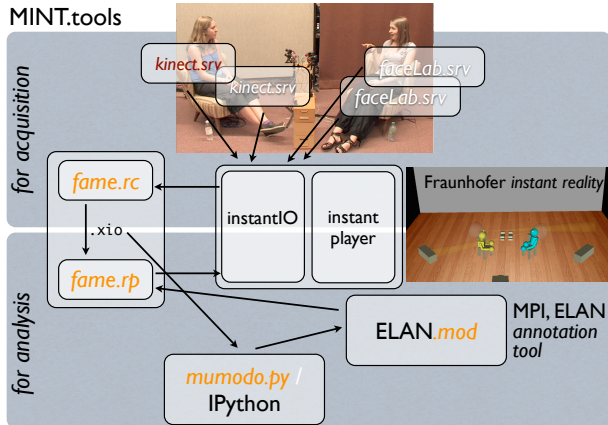 MINT.tools
for acquisition
kinect.srv
kinect.srv
faceLab.srv
faceLab.srv
fame.rc
.xio
fame.rp
instantIO
instant
player
Fraunhofer instant reality
for analysis
ELAN.mod
MPI, ELAN
annotation
tool
mumodo.py /
IPython